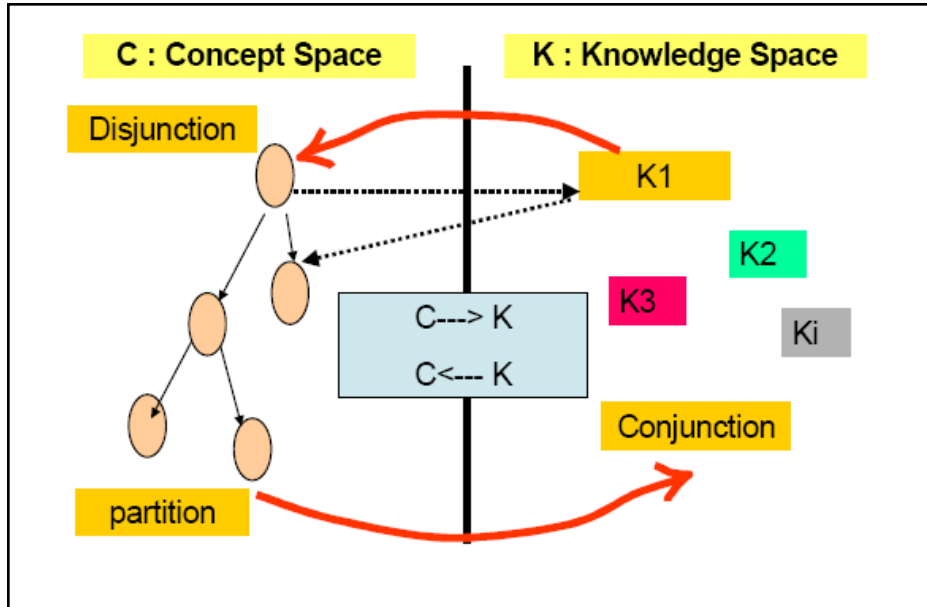 C : Concept Space
K : Knowledge Space
Disjunction
K1
K2
K3
Ki
C---> K
C<--- K
Conjunction
partition